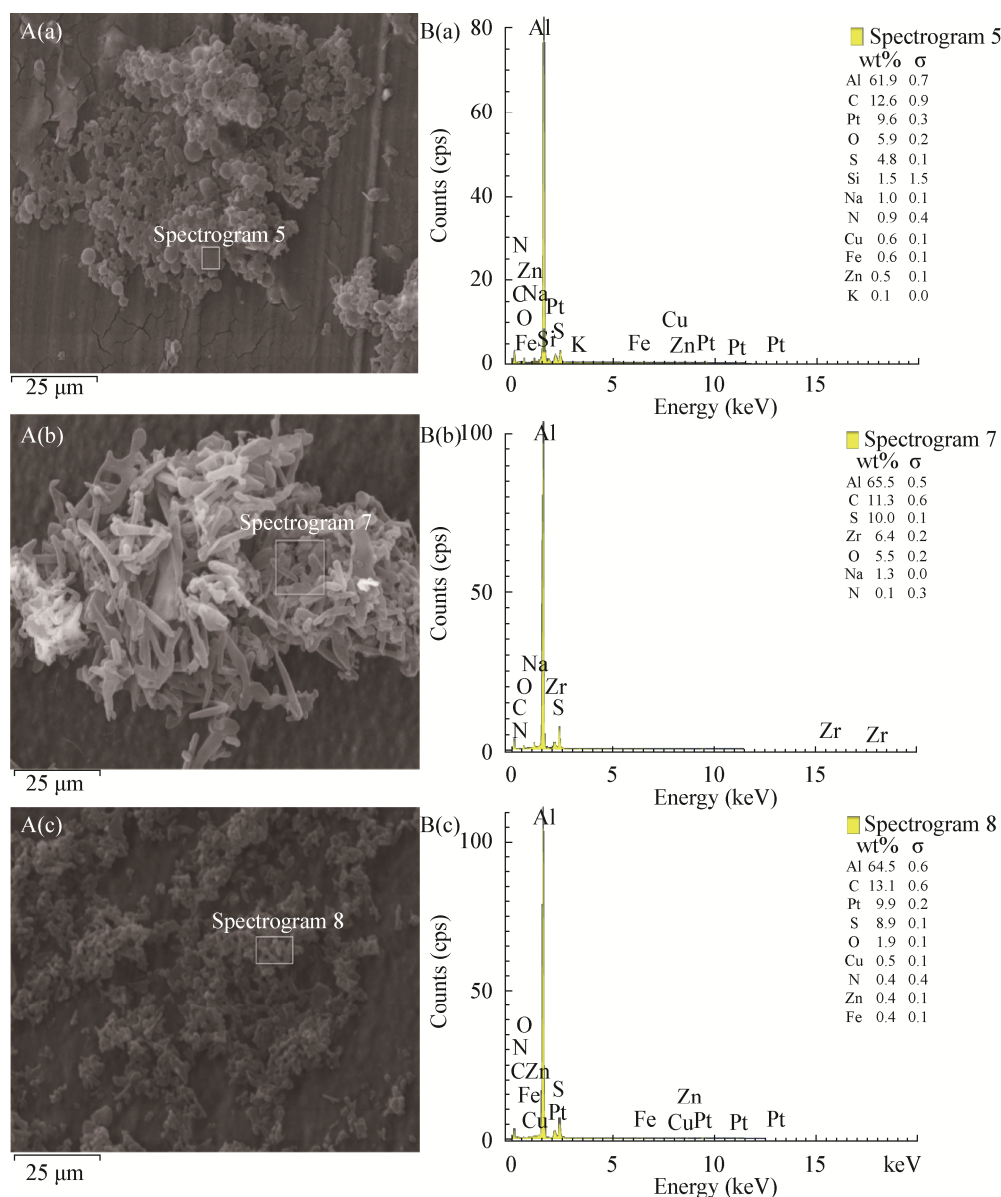 A(a)
Spectrogram 5
25 μm
B(a)
Counts (cps)
80
60
40
20
0
Al
N
Zn
C Na
O Pt
Fe Si S
K
Fe
Cu
Zn Pt
Pt
Pt
0 5 10 15
Energy (keV)
Spectrogram 5
wt% σ
Al 61.9 0.7
C 12.6 0.9
Pt 9.6 0.3
O 5.9 0.2
S 4.8 0.1
Si 1.5 1.5
Na 1.0 0.1
N 0.9 0.4
Cu 0.6 0.1
Fe 0.6 0.1
Zn 0.5 0.1
K 0.1 0.0
A(b)
Spectrogram 7
25 μm
B(b)
Counts (cps)
100
50
0
Al
Na
O Zr
C S
N
Zr
Zr
0 5 10 15
Energy (keV)
Spectrogram 7
wt% σ
Al 65.5 0.5
C 11.3 0.6
S 10.0 0.1
Zr 6.4 0.2
O 5.5 0.2
Na 1.3 0.0
N 0.1 0.3
A(c)
Spectrogram 8
25 μm
B(c)
Counts (cps)
100
50
0
Al
O
N
CZn
Fe S
Cu Pt
Fe
Zn
CuPt
Pt
Pt
0 5 10 15 keV
Energy (keV)
Spectrogram 8
wt% σ
Al 64.5 0.6
C 13.1 0.6
Pt 9.9 0.2
S 8.9 0.1
O 1.9 0.1
Cu 0.5 0.1
N 0.4 0.4
Zn 0.4 0.1
Fe 0.4 0.1